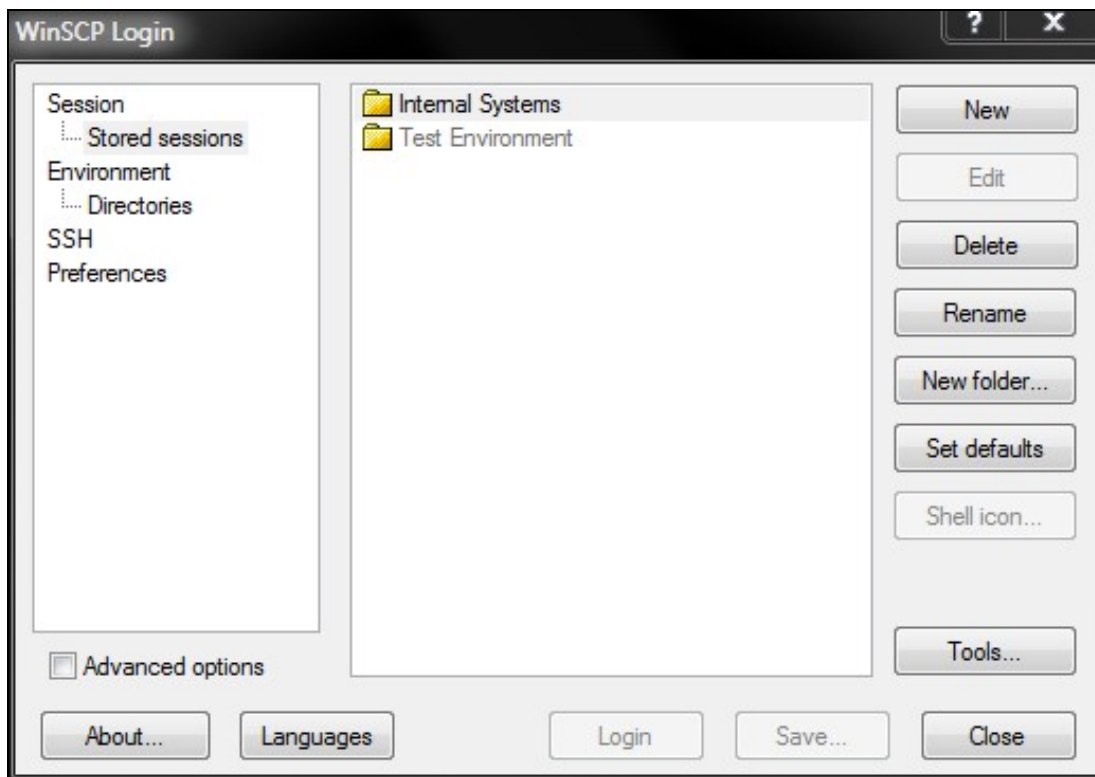 WinSCP Login
? x
Session
Stored sessions
Environment
Directories
SSH
Preferences
Advanced options
Internal Systems
Test Environment
New
Edit
Delete
Rename
New folder...
Set defaults
Shell icon...
Tools...
About...
Languages
Login
Save...
Close